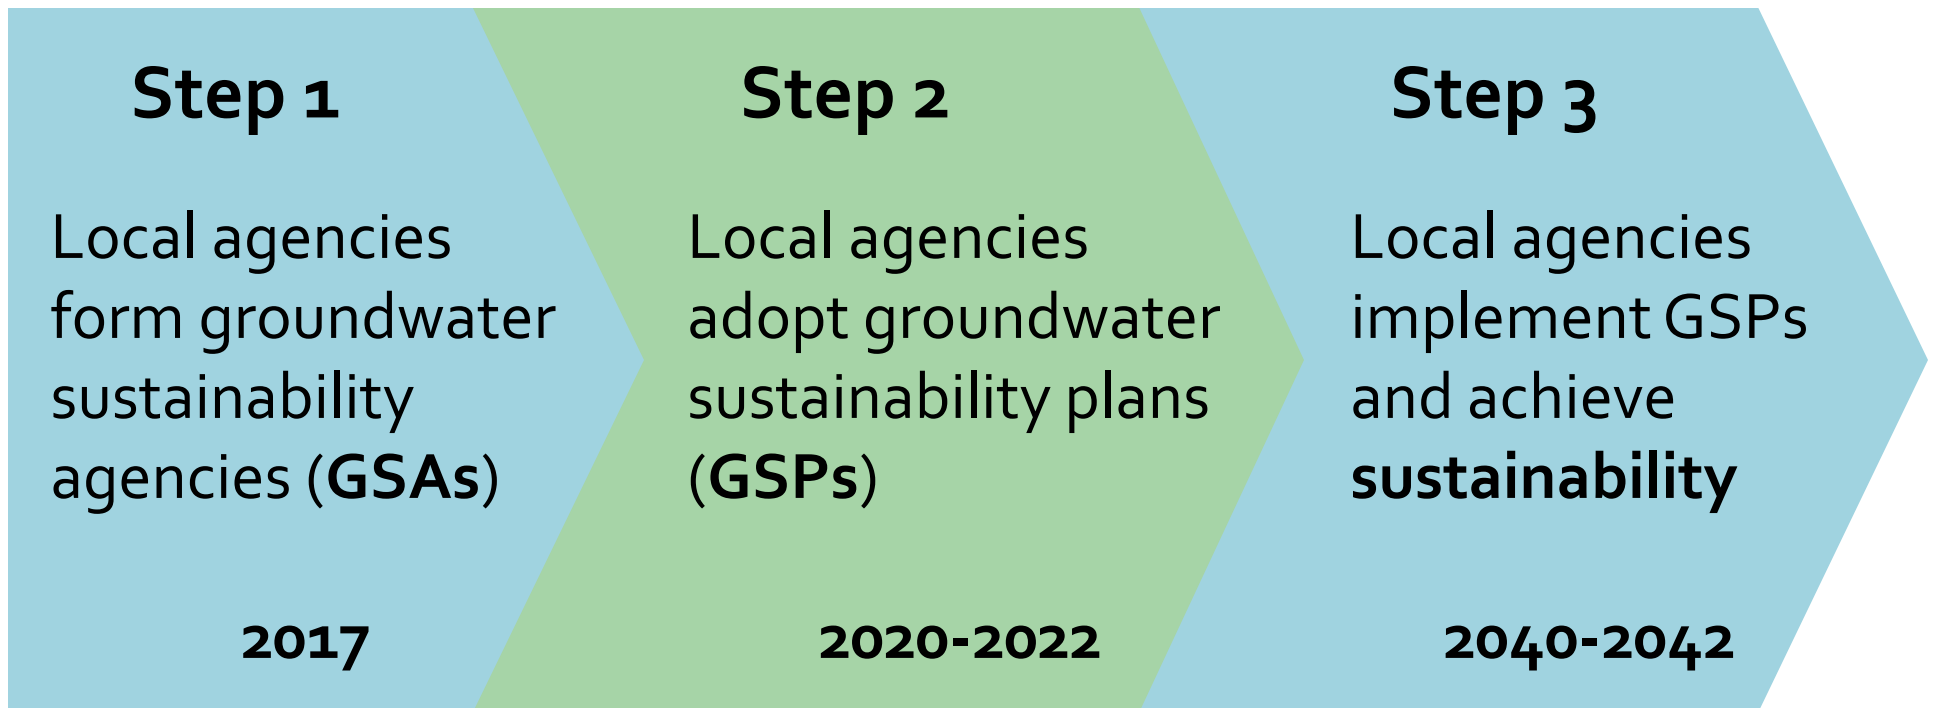 Step 1
Local agencies
form groundwater
sustainability
agencies (GSAs)
2017
Step 2
Local agencies
adopt groundwater
sustainability plans
(GSPs)
2020-2022
Step 3
Local agencies
implement GSPs
and achieve
sustainability
2040-2042